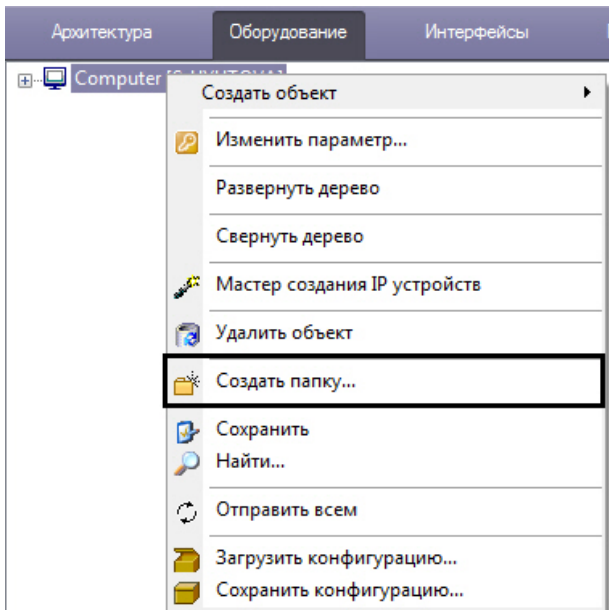 Архитектура Оборудование Интерфейсы
Computer
Создать объект
Изменить параметр...
Развернуть дерево
Свернуть дерево
Мастер создания IP устройств
Удалить объект
Создать папку...
Сохранить
Найти...
Отправить всем
Загрузить конфигурацию...
Сохранить конфигурацию...